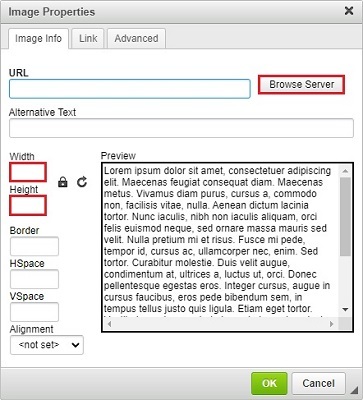 Image Properties
Image Info
Link
Advanced
URL
Browse Server
Alternative Text
Width
Height
Border
HSpace
VSpace
Alignment
<not set>
Preview
Lorem ipsum dolor sit amet, consectetuer adipiscing
elit. Maecenas feugiat consequat diam. Maecenas
metus. Vivamus diam purus, cursus a, commodo
non, facilisis vitae, nulla. Aenean dictum lacinia
tortor. Nunc iaculis, nibh non iaculis aliquam, orci
felis euismod neque, sed ornare massa mauris sed
velit. Nulla pretium mi et risus. Fusce mi pede,
tempor id, cursus ac, ullamcorper nec, enim. Sed
tortor. Curabitur molestie. Duis velit augue,
condimentum at, ultrices a, luctus ut, orci. Donec
pellentesque egestas eros. Integer cursus, augue in
cursus faucibus, eros pede bibendum sem, in
tempus tellus justo quis ligula. Etiam eget tortor.
OK
Cancel